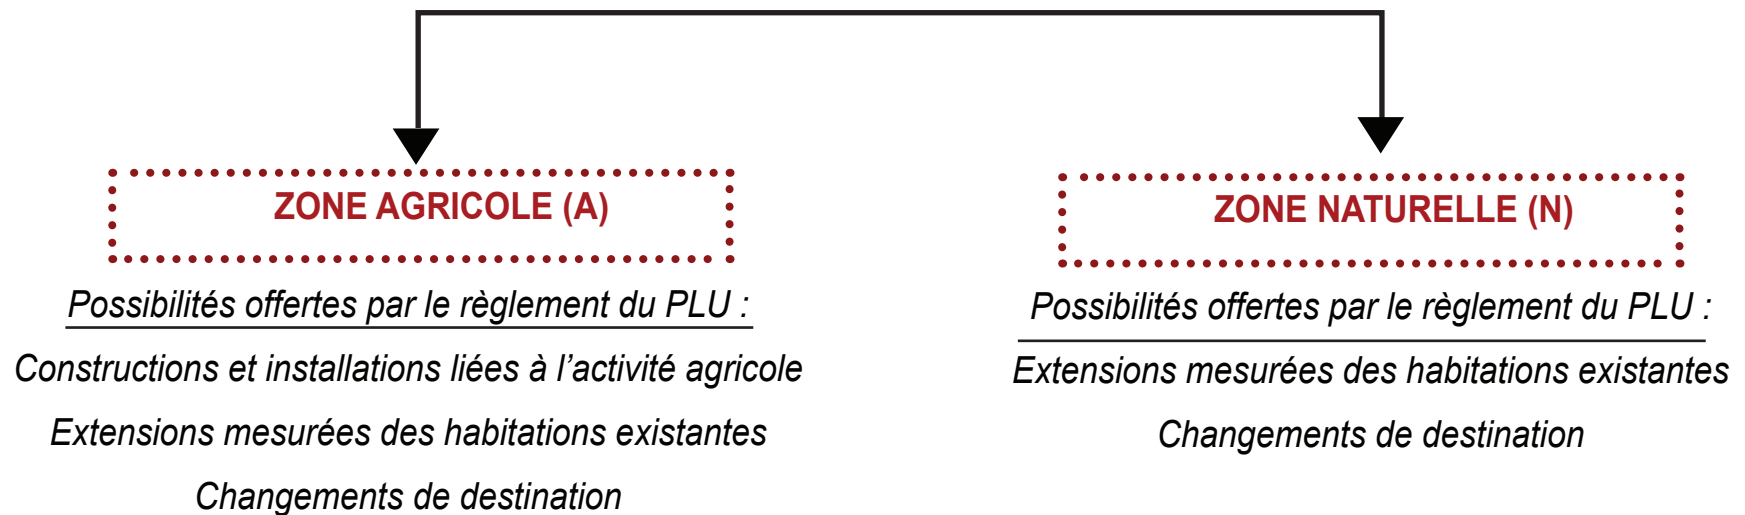 ZONE AGRICOLE (A)
Possibilités offertes par le règlement du PLU :
Constructions et installations liées à l’activité agricole
Extensions mesurées des habitations existantes
Changements de destination
ZONE NATURELLE (N)
Possibilités offertes par le règlement du PLU :
Extensions mesurées des habitations existantes
Changements de destination